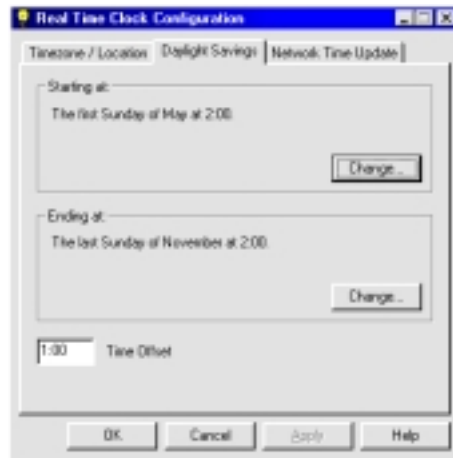 Real Time Clock Configuration
Timezone / Location Daylight Savings Network Time Update
Starting at:
The first Sunday of May at 2:00.
Change...
Ending at:
The last Sunday of November at 2:00.
Change...
1:00 Time Offset
OK Cancel Apply Help